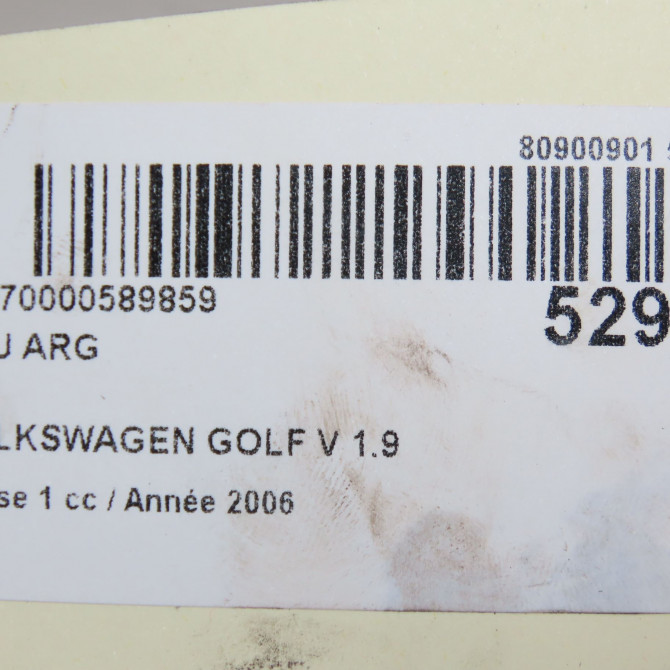 80900901
70000589859
529
U ARG
LKSWAGEN GOLF V 1.9
se 1 cc / Année 2006